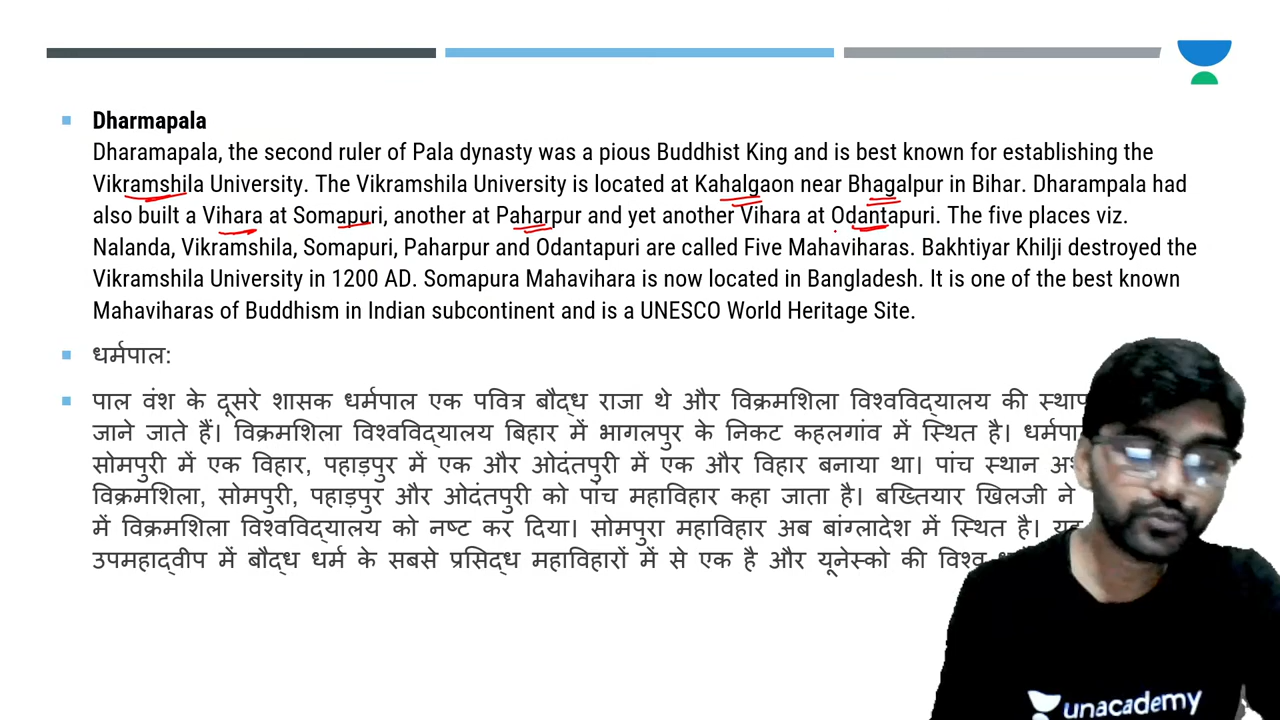 Dharmapala
Dharamapala, the second ruler of Pala dynasty was a pious Buddhist King and is best known for establishing the
Vikramshila University. The Vikramshila University is located at Kahalgaon near Bhagalpur in Bihar. Dharampala had
also built a Vihara at Somapuri, another at Paharpur and yet another Vihara at Odantapuri. The five places viz.
Nalanda, Vikramshila, Somapuri, Paharpur and Odantapuri are called Five Mahaviharas. Bakhtiyar Khilji destroyed the
Vikramshila University in 1200 AD. Somapura Mahavihara is now located in Bangladesh. It is one of the best known
Mahaviharas of Buddhism in Indian subcontinent and is a UNESCO World Heritage Site.
धर्मपाल:
पाल वंश के दूसरे शासक धर्मपाल एक पवित्र बौद्ध राजा थे और विक्रमशिला विश्वविद्यालय की
जाने जाते हैं। विक्रमशिला विश्वविद्यालय बिहार में भागलपुर के निकट कहलगांव में स्थित है।
सोमपुरी में एक विहार, पहाड़पुर में एक और ओदंतपुरी में एक और विहार बनाया था। पांच स्थान
विक्रमशिला, सोमपुरी, पहाड़पुर और ओदंतपुरी को पांच महाविहार कहा जाता है। बख्तियार खिलजी ने
में विक्रमशिला विश्वविद्यालय को नष्ट कर दिया। सोमपुरा महाविहार अब बांग्लादेश में स्थित है।
उपमहाद्वीप में बौद्ध धर्म के सबसे प्रसिद्ध महाविहारों में से एक है और यूनेस्को की विश्व
unacademy